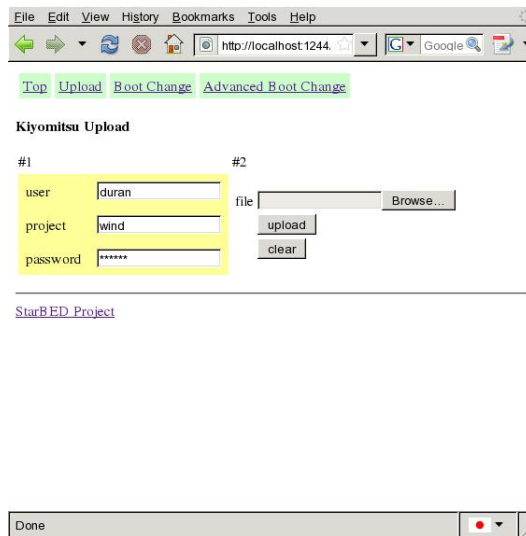 File Edit View History Bookmarks Tools Help
http://localhost:1244. G Google
Top Upload Boot Change Advanced Boot Change
Kiyomitsu Upload
#1 #2
user duran
file Browse...
project wind
upload
password ******
clear
StarBED Project
Done